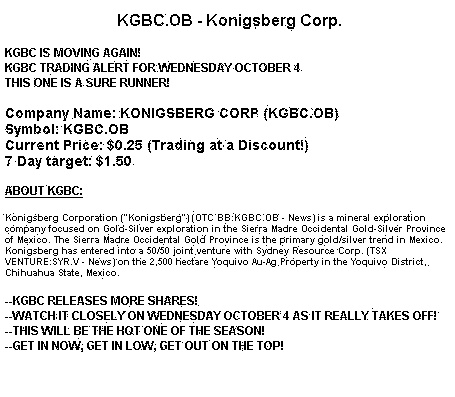 KGBC.OB - Konigsberg Corp.
KGBC IS MOVING AGAIN!
KGBC TRADING ALERT FOR WEDNESDAY OCTOBER 4
THIS ONE IS A SURE RUNNER!
Company Name: KONIGSBERG CORP. (KGBC.OB)
Symbol: KGBC.OB
Current Price: $0.25 (Trading at a Discount!)
7 Day target: $1.50
ABOUT KGBC:
Konigsberg Corporation ("Konigsberg") (OTC BB:KGBC.OB - News) is a mineral exploration
company focused on Gold-Silver exploration in the Sierra Madre Occidental Gold-Silver Province
of Mexico. The Sierra Madre Occidental Gold Province is the primary gold/silver trend in Mexico.
Konigsberg has entered into a 50/50 joint venture with Sydney Resource Corp. (TSX
VENTURE:SYR.V - News) on the 2,500 hectare Yoquivo Au-Ag Property in the Yoquivo District,
Chihuahua State, Mexico.
--KGBC RELEASES MORE SHARES!
--WATCH IT CLOSELY ON WEDNESDAY OCTOBER 4 AS IT REALLY TAKES OFF!
--THIS WILL BE THE HOT ONE OF THE SEASON!
--GET IN NOW, GET IN LOW, GET OUT ON THE TOP!